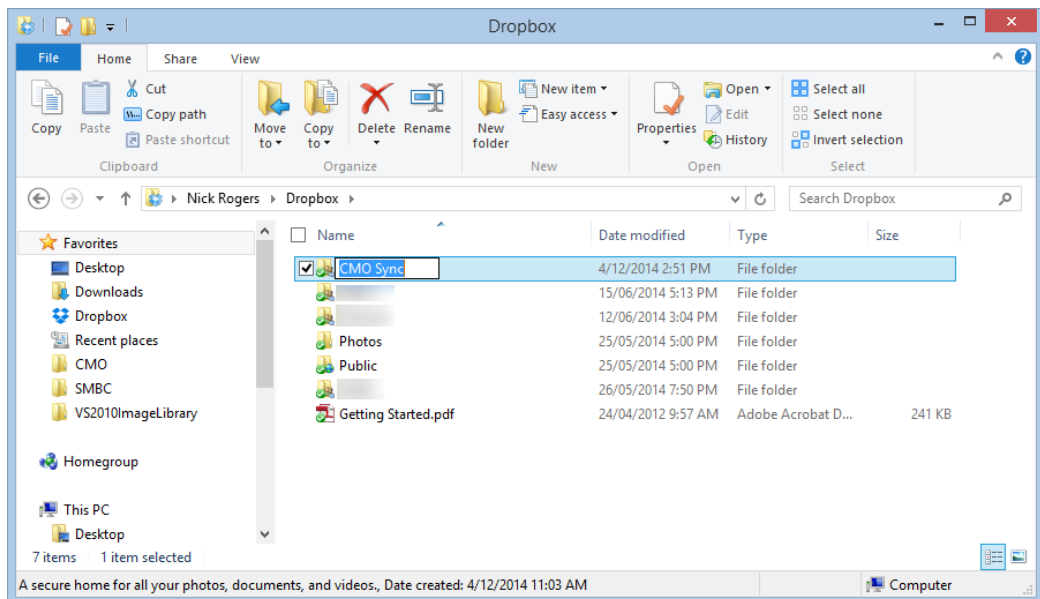 Dropbox
File Home Share View
Copy Paste Cut Copy path Paste shortcut Clipboard
Move to Copy to Delete Rename Organize
New folder New item Easy access New
Properties Open Edit History Open
Select all Select none Invert selection Select
Nick Rogers Dropbox Search Dropbox
Favorites
Desktop
Downloads
Dropbox
Recent places
CMO
SMBC
VS2010ImageLibrary
Homegroup
This PC
Desktop
Name Date modified Type Size
CMO Sync 4/12/2014 2:51 PM File folder
15/06/2014 5:13 PM File folder
12/06/2014 3:04 PM File folder
Photos 25/05/2014 5:00 PM File folder
Public 25/05/2014 5:00 PM File folder
26/05/2014 7:50 PM File folder
Getting Started.pdf 24/04/2012 9:57 AM Adobe Acrobat D... 241 KB
7 items 1 item selected
A secure home for all your photos, documents, and videos., Date created: 4/12/2014 11:03 AM Computer